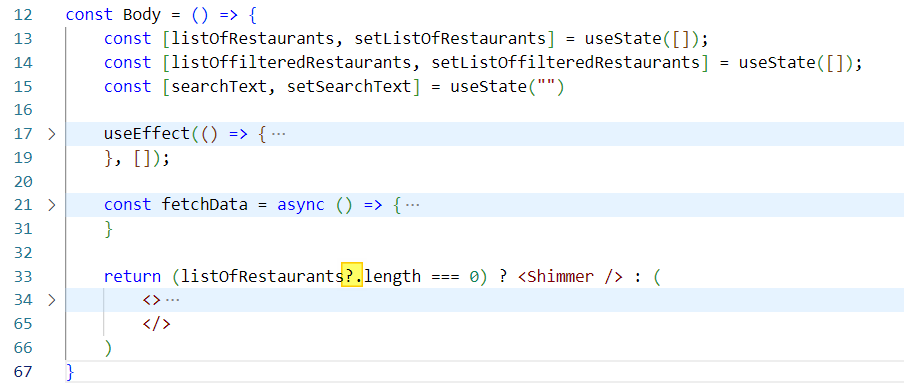 12 const Body = () => {
13 const [listOfRestaurants, setListOfRestaurants] = useState([]);
14 const [listOffilteredRestaurants, setListOffilteredRestaurants] = useState([]);
15 const [searchText, setSearchText] = useState("")
16
17 > useEffect(() => { ···
19 }, []);
20
21 > const fetchData = async () => { ···
31 }
32
33 return (listOfRestaurants?.length === 0) ? <Shimmer /> : (
34 > <> ···
65 </>
66 )
67 }